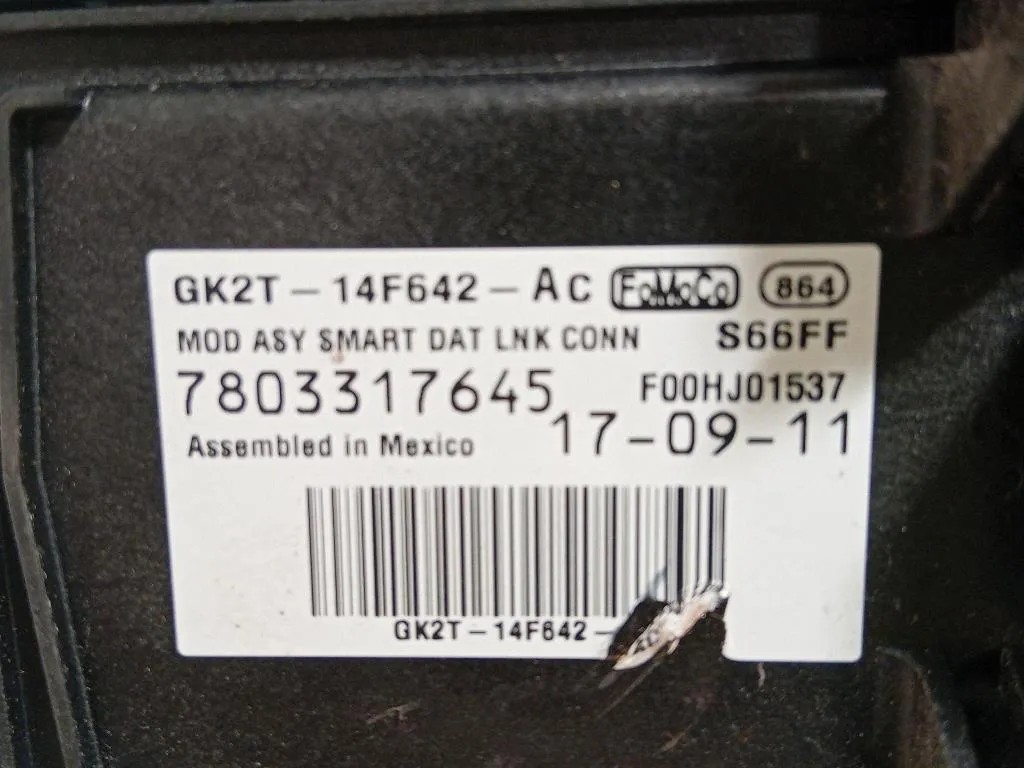 GK2T-14F642-AC FoMoCo 864
MOD ASY SMART DAT LNK CONN S66FF
7803317645 F00HJ01537
Assembled in Mexico 17-09-11
GK2T-14F642-